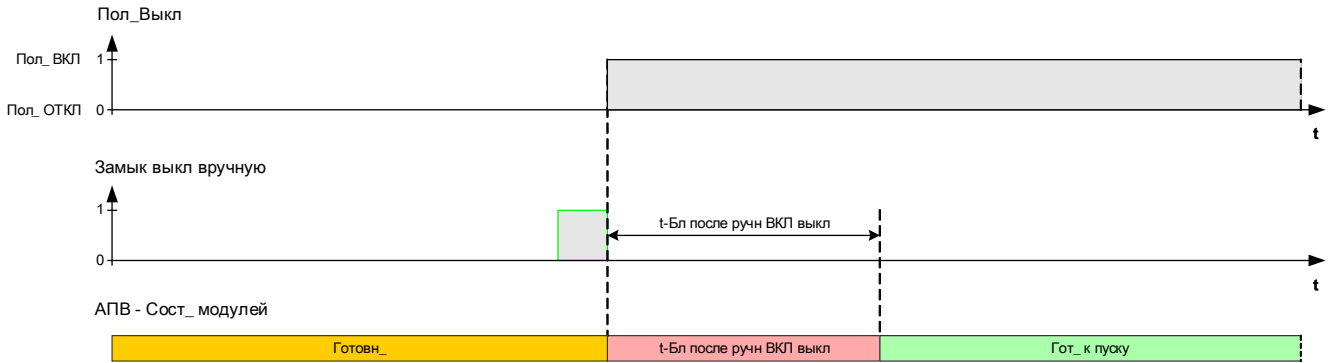 Пол_Выкл
Пол_ ВКЛ 1
Пол_ ОТКЛ 0
t
Замык выкл вручную
1
t-Бл после ручн ВКЛ выкл
0
t
АПВ - Сост_ модулей
Готовн_ t-Бл после ручн ВКЛ выкл Гот_ к пуску